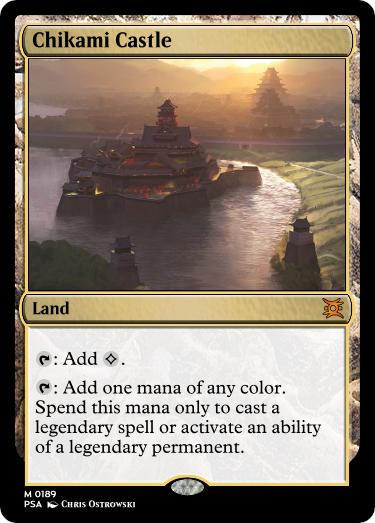 Chikami Castle
Land
: Add .
: Add one mana of any color.
Spend this mana only to cast a
legendary spell or activate an ability
of a legendary permanent.
M 0189
PSA Chris Ostrowski